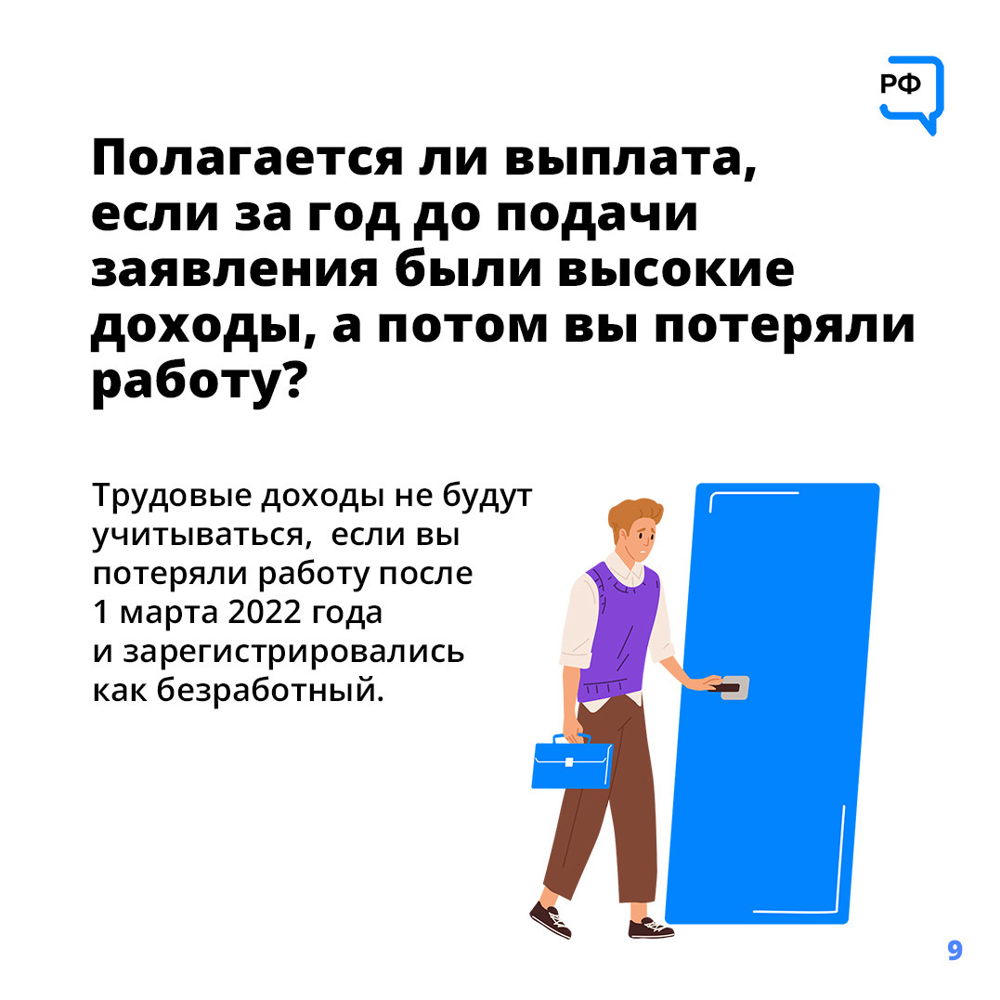 РФ
Полагается ли выплата,
если за год до подачи
заявления были высокие
доходы, а потом вы потеряли
работу?
Трудовые доходы не будут
учитываться,  если вы
потеряли работу после
1 марта 2022 года
и зарегистрировались
как безработный.
9